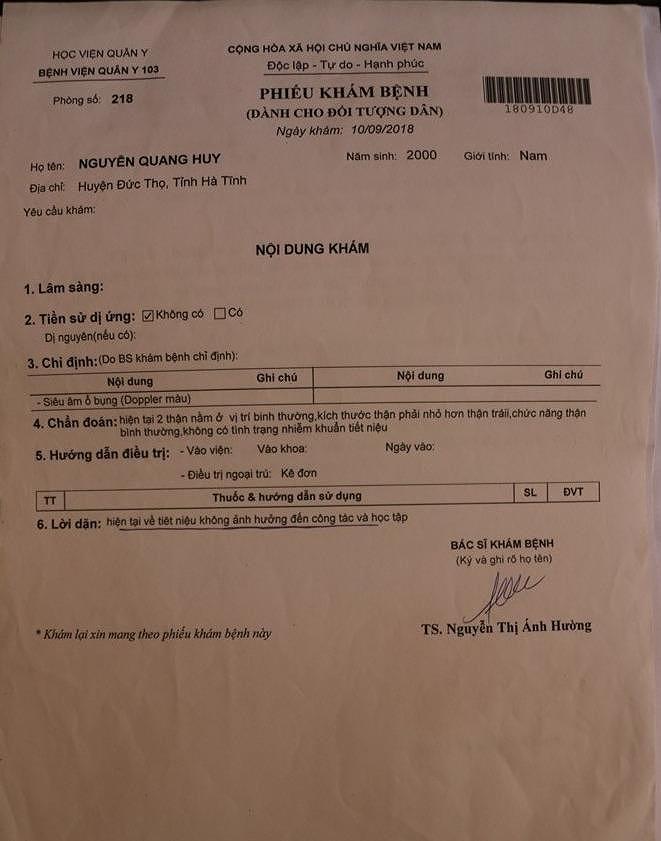 HỌC VIỆN QUÂN Y
BỆNH VIỆN QUÂN Y 103
Phòng số: 218
CỘNG HÒA XÃ HỘI CHỦ NGHĨA VIỆT NAM
Độc lập - Tự do - Hạnh phúc
PHIẾU KHÁM BỆNH
(DÀNH CHO ĐỐI TƯỢNG DÂN)
Ngày khám: 10/09/2018
180910D48
Họ tên: NGUYỄN QUANG HUY Năm sinh: 2000 Giới tính: Nam
Địa chỉ: Huyện Đức Thọ, Tỉnh Hà Tĩnh
Yêu cầu khám:
NỘI DUNG KHÁM
1. Lâm sàng:
2. Tiền sử dị ứng: ☑ Không có ☐ Có
Dị nguyên(nếu có):
3. Chỉ định:(Do BS khám bệnh chỉ định):
Nội dung Ghi chú Nội dung Ghi chú
- Siêu âm ổ bụng (Doppler màu)
4. Chẩn đoán: hiện tại 2 thận nằm ở vị trí bình thường,kích thước thận phải nhỏ hơn thận tráii,chức năng thận
bình thường,không có tình trạng nhiễm khuẩn tiết niệu
5. Hướng dẫn điều trị: - Vào viện: Vào khoa: Ngày vào:
- Điều trị ngoại trú: Kê đơn
TT Thuốc & hướng dẫn sử dụng SL ĐVT
6. Lời dặn: hiện tại về tiêt niệu không ảnh hưởng đến công tác và học tập
BÁC SĨ KHÁM BỆNH
(Ký và ghi rõ họ tên)
TS. Nguyễn Thị Ánh Hường
* Khám lại xin mang theo phiếu khám bệnh này